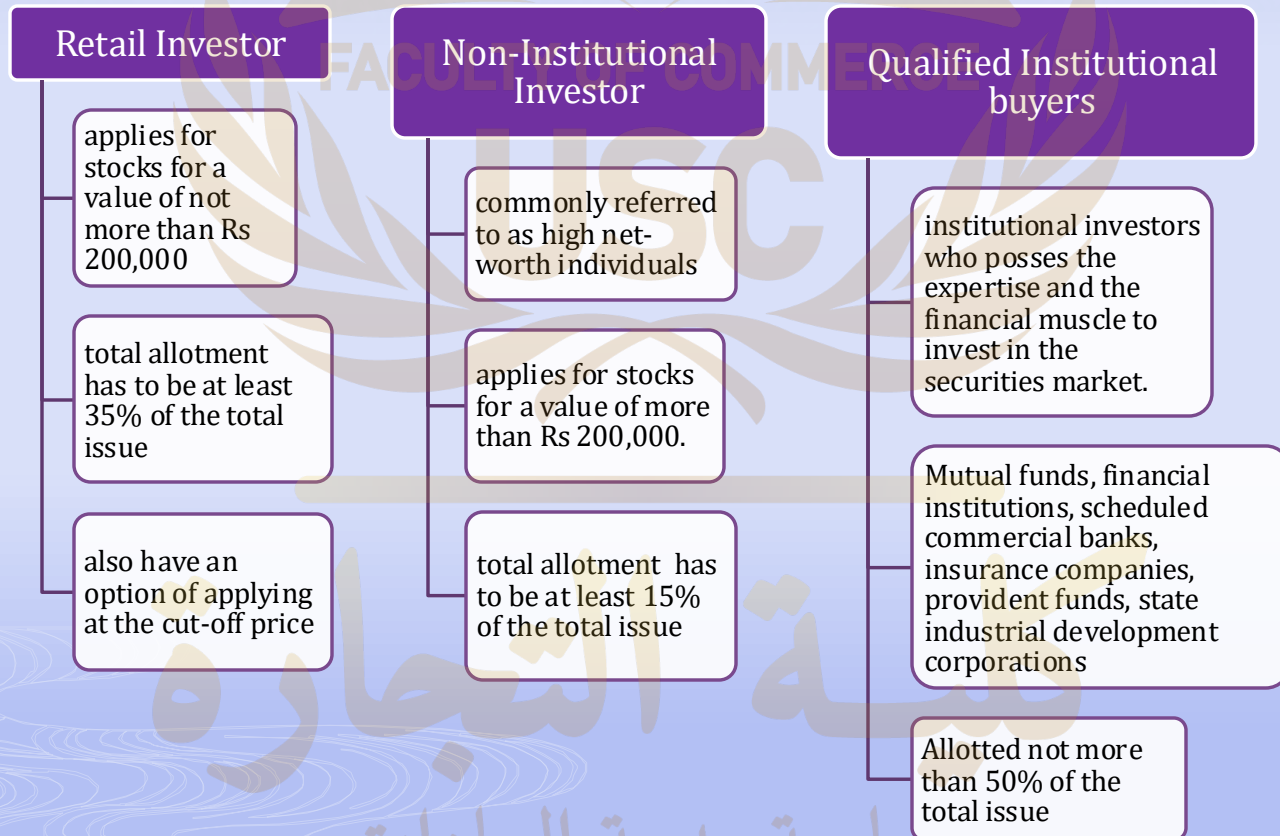 FACULTY OF COMMERCE
USC
Retail Investor
applies for
stocks for a
value of not
more than Rs
200,000
total allotment
has to be at least
35% of the total
issue
also have an
option of applying
at the cut-off price
Non-Institutional
Investor
commonly referred
to as high net-
worth individuals
applies for stocks
for a value of more
than Rs 200,000.
total allotment has
to be at least 15%
of the total issue
Qualified Institutional
buyers
institutional investors
who posses the
expertise and the
financial muscle to
invest in the
securities market.
Mutual funds, financial
institutions, scheduled
commercial banks,
insurance companies,
provident funds, state
industrial development
corporations
Allotted not more
than 50% of the
total issue
كلية التجارة